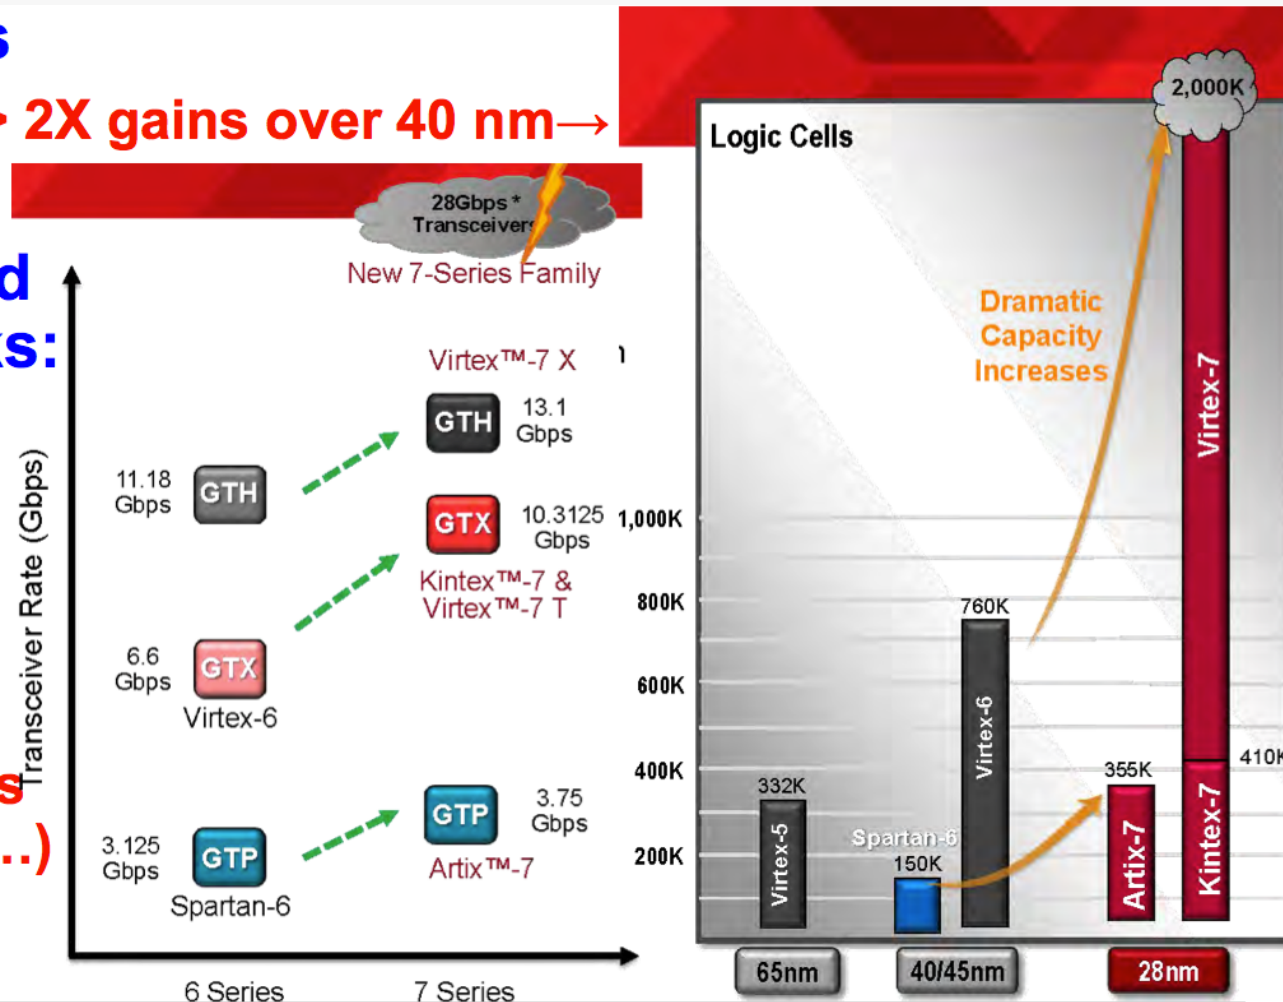 s
> 2X gains over 40 nm→
28Gbps *
Transceivers
New 7-Series Family
d
ks:
s
...)
Transceiver Rate (Gbps)
Virtex™-7 X
GTH
13.1
Gbps
11.18
Gbps
GTH
GTX
10.3125
Gbps
Kintex™-7 &
Virtex™-7 T
6.6
Gbps
GTX
Virtex-6
GTP
3.75
Gbps
Artix™-7
3.125
Gbps
GTP
Spartan-6
6 Series
7 Series
Logic Cells
2,000K
Dramatic
Capacity
Increases
1,000K
800K
600K
400K
200K
332K
Virtex-5
Spartan-6
150K
760K
Virtex-6
355K
Artix-7
Virtex-7
410K
Kintex-7
65nm
40/45nm
28nm